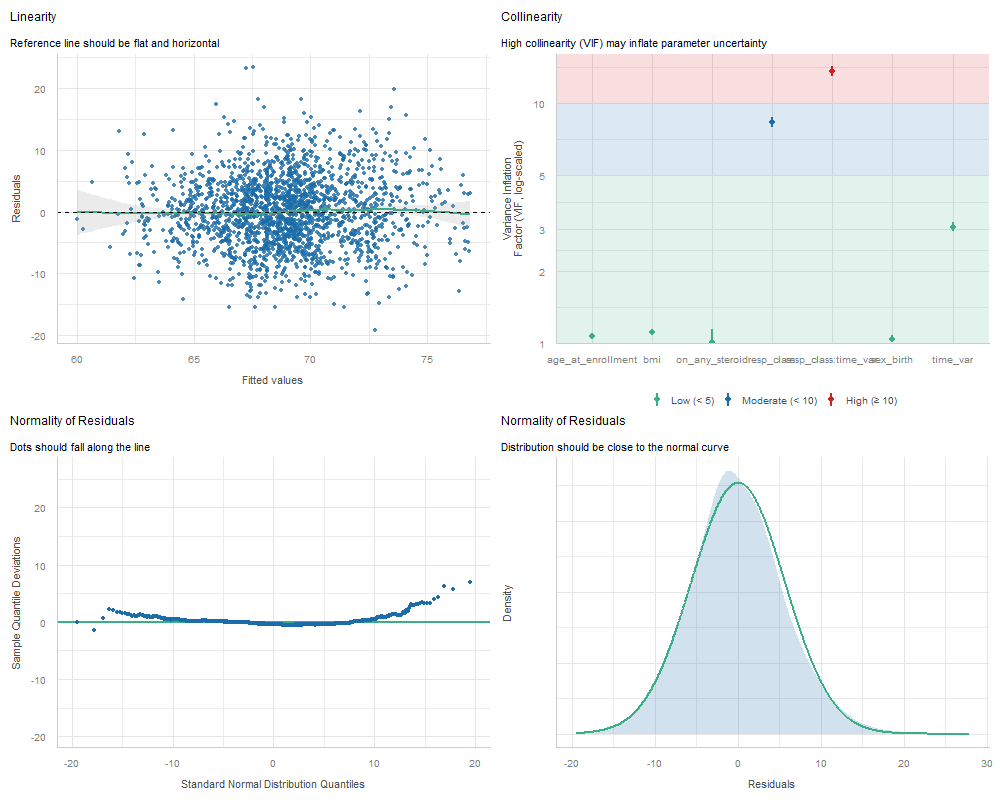 Linearity
Reference line should be flat and horizontal
Residuals
20
10
0
-10
-20
60
65
70
75
Fitted values
Collinearity
High collinearity (VIF) may inflate parameter uncertainty
Variance Inflation
Factor (VIF, log-scaled)
10
5
3
2
1
age_at_enrollment bmi on_any_steroid resp_class resp_class:time_var sex_birth time_var
Low (< 5)
Moderate (< 10)
High (≥ 10)
Normality of Residuals
Dots should fall along the line
Sample Quantile Deviations
20
10
0
-10
-20
-20
-10
0
10
20
Standard Normal Distribution Quantiles
Normality of Residuals
Distribution should be close to the normal curve
Density
-20
-10
0
10
20
30
Residuals